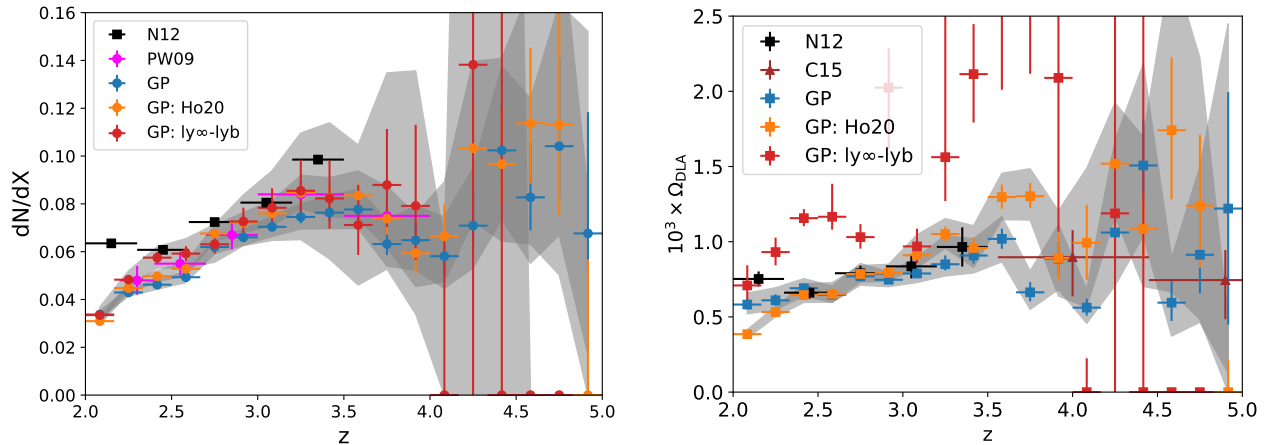 0.16
0.14
0.12
0.10
0.08
0.06
0.04
0.02
0.00
dN/dX
N12
PW09
GP
GP: Ho20
GP: ly∞-lyb
2.0 2.5 3.0 3.5 4.0 4.5 5.0
z
2.5
2.0
1.5
1.0
0.5
0.0
10³ × Ω_DLA
N12
C15
GP
GP: Ho20
GP: ly∞-lyb
2.0 2.5 3.0 3.5 4.0 4.5 5.0
z